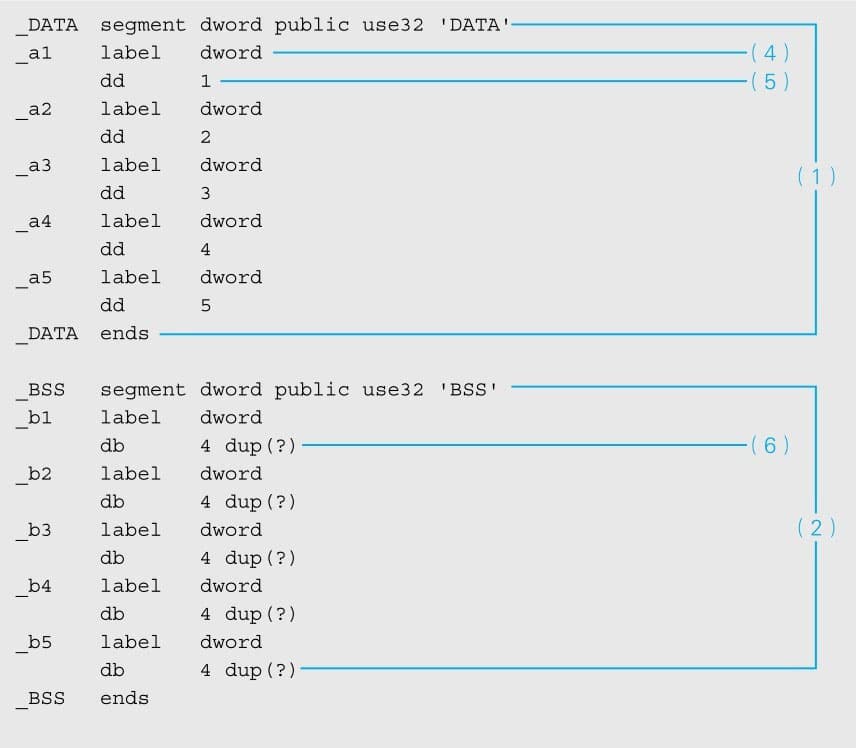 _DATA segment dword public use32 'DATA'
_a1 label dword (4)
dd 1 (5)
_a2 label dword
dd 2
_a3 label dword
(1)
dd 3
_a4 label dword
dd 4
_a5 label dword
dd 5
_DATA ends
_BSS segment dword public use32 'BSS'
_b1 label dword
db 4 dup(?) (6)
_b2 label dword
db 4 dup(?)
_b3 label dword (2)
db 4 dup(?)
_b4 label dword
db 4 dup(?)
_b5 label dword
db 4 dup(?)
_BSS ends